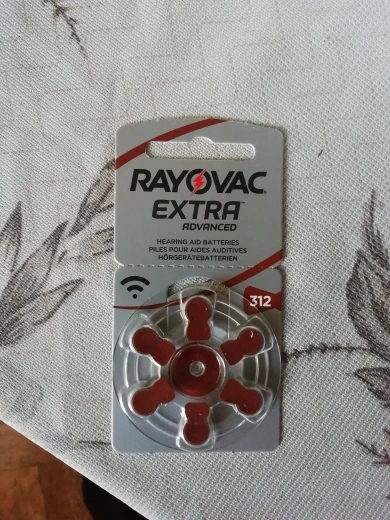 RAYOVAC
EXTRA
ADVANCED
HEARING AID BATTERIES
PILES POUR AIDES AUDITIVES
HÖRGERÄTEBATTERIEN
312